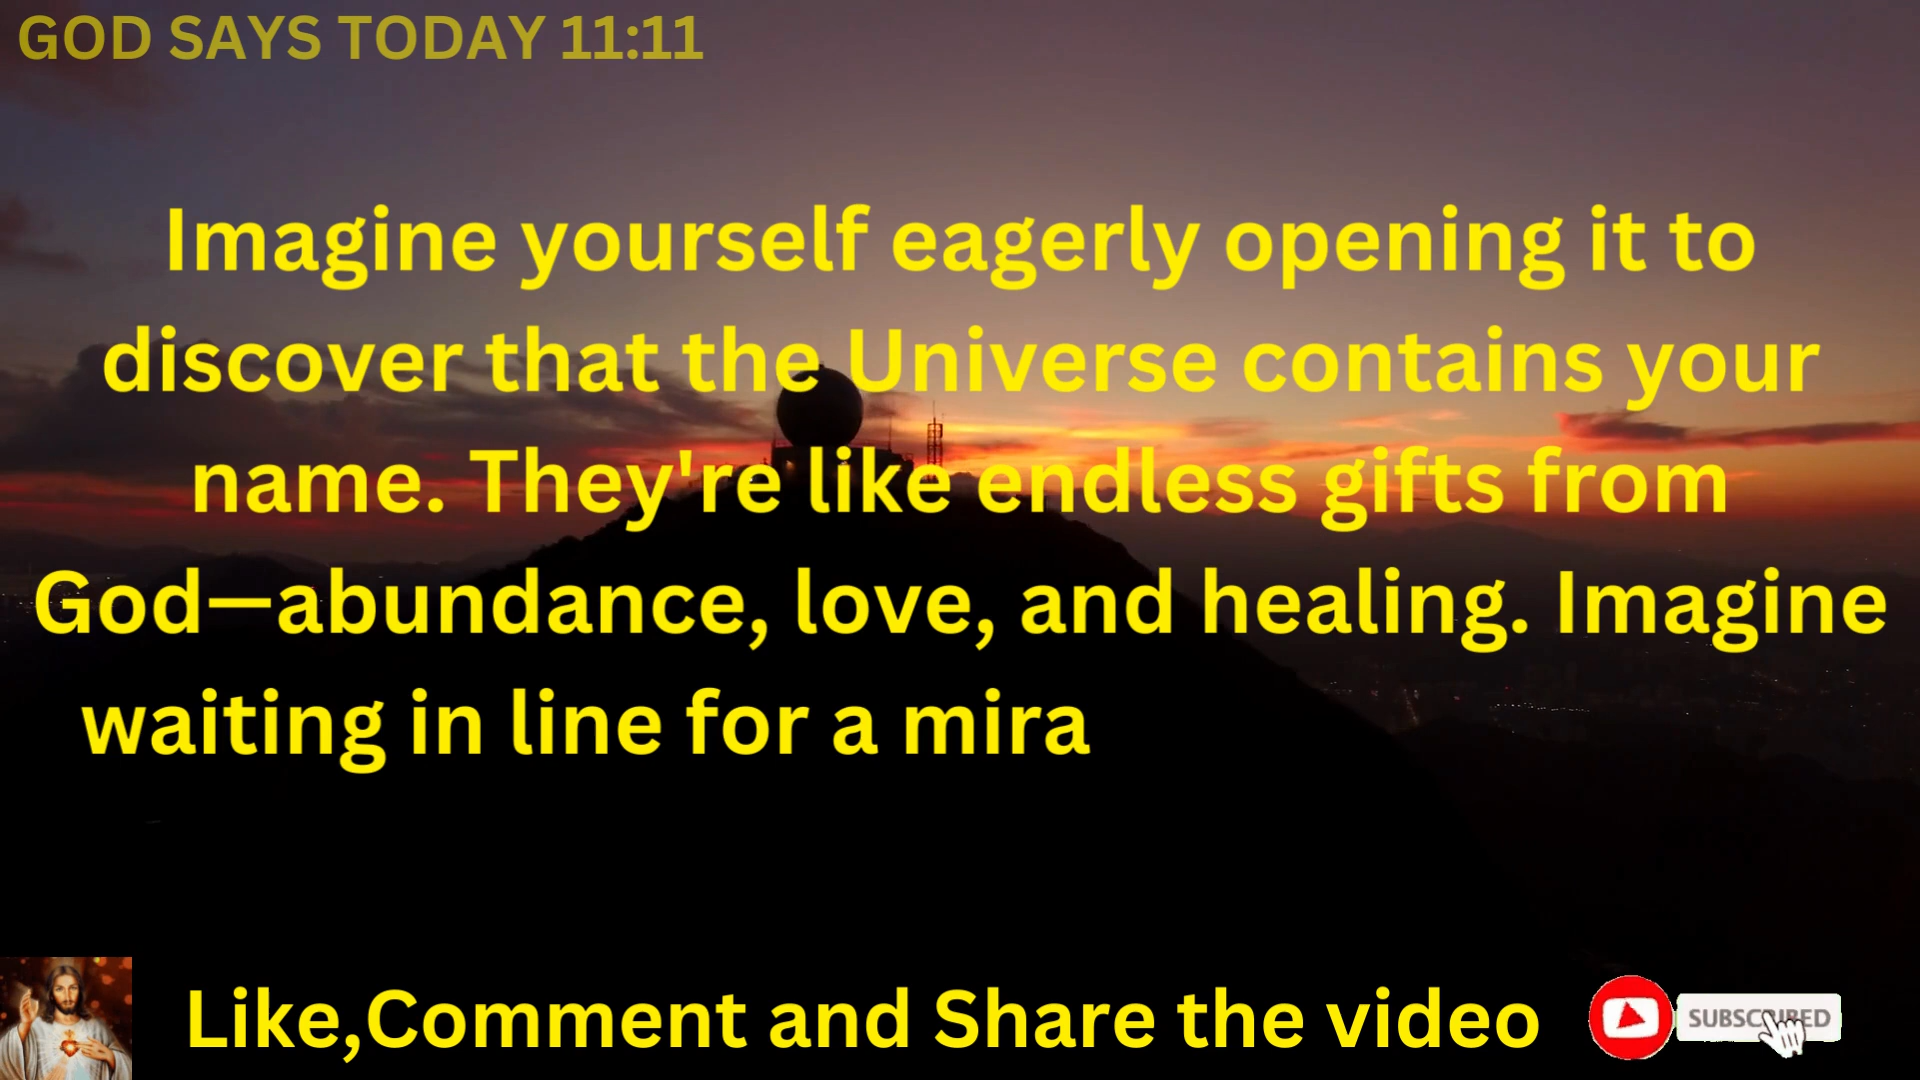 GOD SAYS TODAY 11:11
Imagine yourself eagerly opening it to
discover that the Universe contains your
name. They're like endless gifts from
God—abundance, love, and healing. Imagine
waiting in line for a mira
Like,Comment and Share the video
SUBSCRIBED